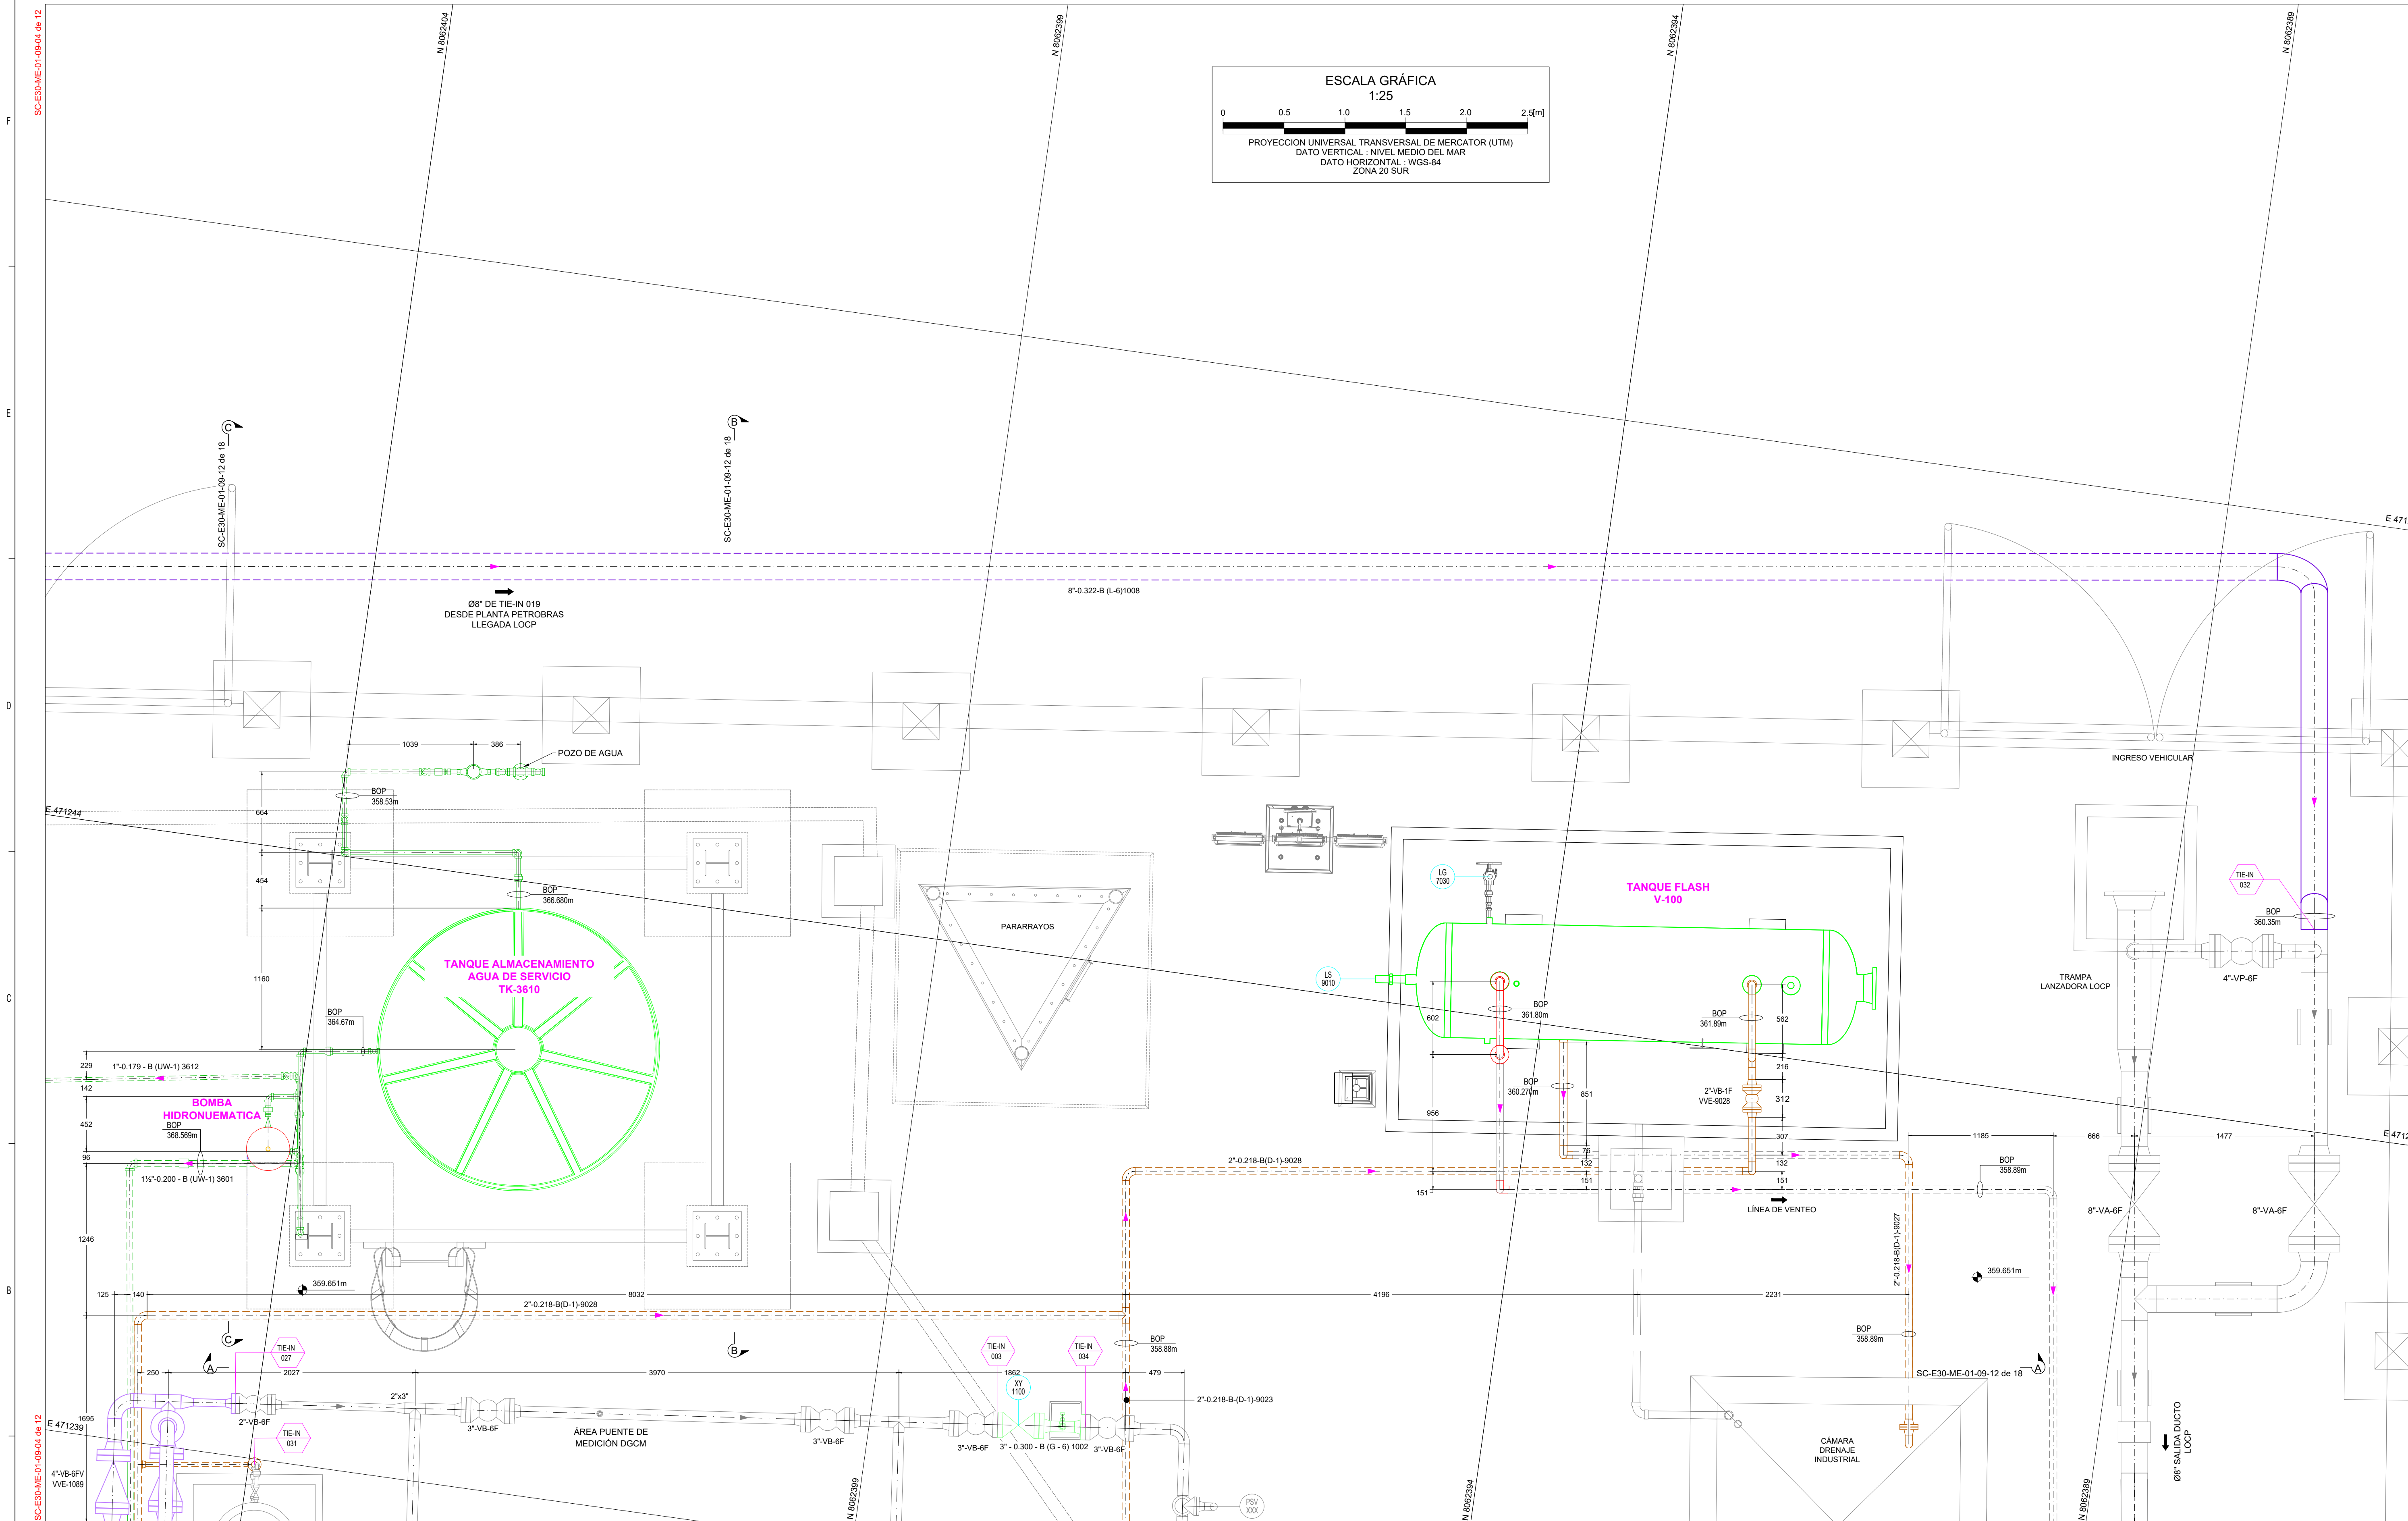 SC-E30-ME-01-09-04 de 12
N 8062404
N 8062399
N 8062394
N 8062389
ESCALA GRÁFICA
1:25
0 0.5 1.0 1.5 2.0 2.5[m]
PROYECCION UNIVERSAL TRANSVERSAL DE MERCATOR (UTM)
DATO VERTICAL : NIVEL MEDIO DEL MAR
DATO HORIZONTAL : WGS-84
ZONA 20 SUR
F
E
D
C
B
C
SC-E30-ME-01-09-12 de 18
B
SC-E30-ME-01-09-12 de 18
E 471
8"-0.322-B (L-6)1008
Ø8" DE TIE-IN 019
DESDE PLANTA PETROBRAS
LLEGADA LOCP
1039
386
POZO DE AGUA
INGRESO VEHICULAR
BOP
358.53m
664
E 471244
454
BOP
366.680m
LG
7030
TANQUE FLASH
V-100
TIE-IN
032
BOP
360.35m
PARARRAYOS
TANQUE ALMACENAMIENTO
AGUA DE SERVICIO
TK-3610
1160
LS
9010
TRAMPA
LANZADORA LOCP
4"-VP-6F
BOP
364.67m
602
BOP
361.80m
BOP
361.89m
562
229
1"-0.179 - B (UW-1) 3612
142
216
BOMBA
HIDRONUEMATICA
BOP
368.569m
452
96
BOP
360.270m
851
2"-VB-1F
VVE-9028
312
956
307
1185
666
1477
E 4712
76
132
132
2"-0.218-B(D-1)-9028
BOP
358.89m
1½"-0.200 - B (UW-1) 3601
151
151
151
LÍNEA DE VENTEO
8"-VA-6F
8"-VA-6F
1246
2"-0.218-B(D-1)-9027
359.651m
359.651m
125
140
8032
4196
2231
2"-0.218-B(D-1)-9028
C
B
A
TIE-IN
027
TIE-IN
003
TIE-IN
034
BOP
358.88m
BOP
358.89m
250
2027
3970
1862
479
SC-E30-ME-01-09-12 de 18
A
XY
1100
2"x3"
2"-0.218-B-(D-1)-9023
1695
E 471239
2"-VB-6F
3"-VB-6F
TIE-IN
031
ÁREA PUENTE DE
MEDICIÓN DGCM
3"-VB-6F
3"-VB-6F
3" - 0.300 - B (G - 6) 1002
3"-VB-6F
CÁMARA
DRENAJE
INDUSTRIAL
Ø8" SALIDA DUCTO
LOCP
4"-VB-6FV
VVE-1089
PSV
XXX
SC-E30-ME-01-09-04 de 12
N 8062399
N 8062394
N 8062389